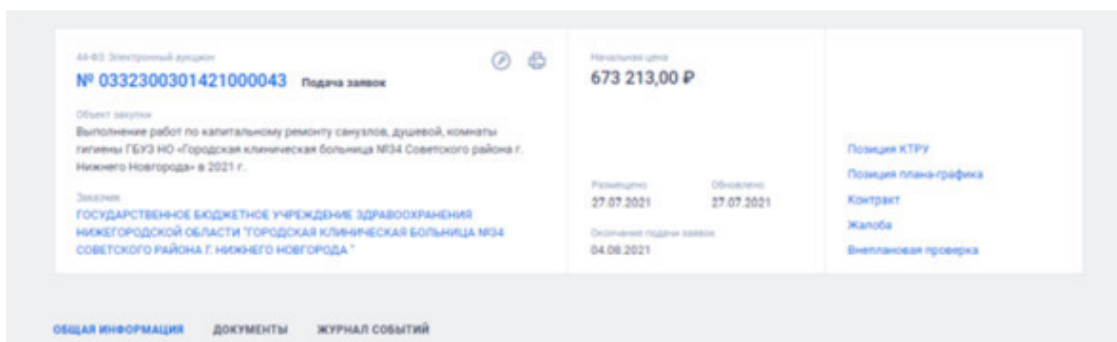 44-ФЗ Электронный аукцион
№ 0332300301421000043 Подача заявок
Объект закупки
Выполнение работ по капитальному ремонту санузлов, душевой, комнаты
гигиены ГБУЗ НО «Городская клиническая больница №34 Советского района г.
Нижнего Новгорода» в 2021 г.
Заказчик
ГОСУДАРСТВЕННОЕ БЮДЖЕТНОЕ УЧРЕЖДЕНИЕ ЗДРАВООХРАНЕНИЯ
НИЖЕГОРОДСКОЙ ОБЛАСТИ "ГОРОДСКАЯ КЛИНИЧЕСКАЯ БОЛЬНИЦА №34
СОВЕТСКОГО РАЙОНА Г. НИЖНЕГО НОВГОРОДА "
Начальная цена
673 213,00 ₽
Размещено Обновлено
27.07.2021 27.07.2021
Окончание подачи заявок
04.08.2021
Позиция КТРУ
Позиция плана-графика
Контракт
Жалоба
Внеплановая проверка
ОБЩАЯ ИНФОРМАЦИЯ ДОКУМЕНТЫ ЖУРНАЛ СОБЫТИЙ